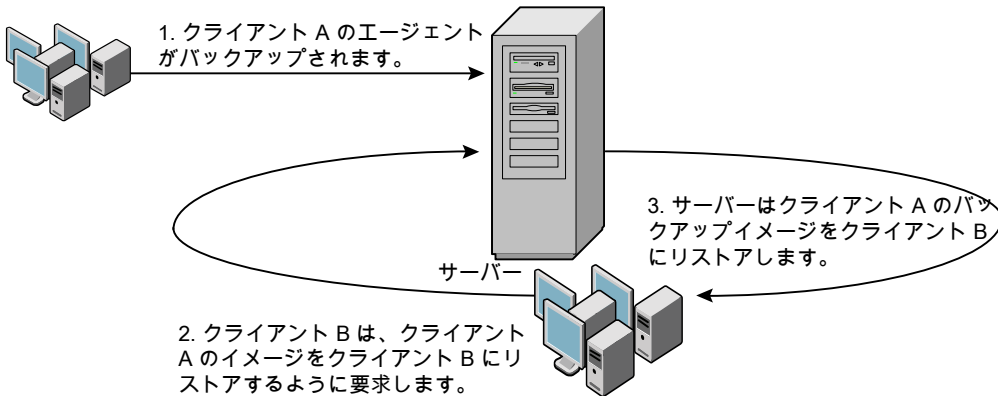 1. クライアント A のエージェント
がバックアップされます。
3. サーバーはクライアント A のバッ
クアップイメージをクライアント B
にリストアします。
サーバー
2. クライアント B は、クライアント
A のイメージをクライアント B にリ
ストアするように要求します。